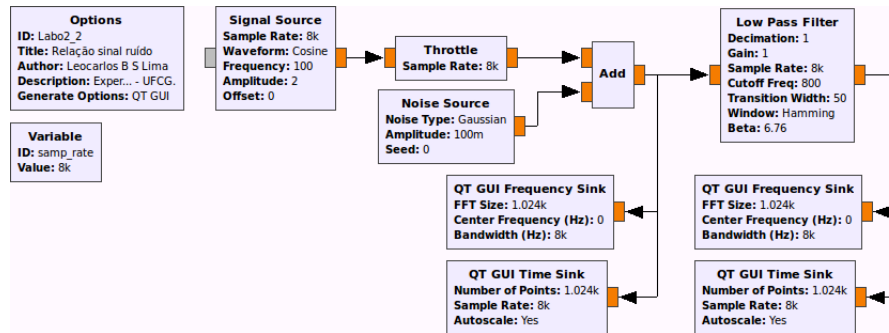 Options
ID: Labo2_2
Title: Relação sinal ruído
Author: Leocarlos B S Lima
Description: Exper... - UFCG.
Generate Options: QT GUI
Variable
ID: samp_rate
Value: 8k
Signal Source
Sample Rate: 8k
Waveform: Cosine
Frequency: 100
Amplitude: 2
Offset: 0
Throttle
Sample Rate: 8k
Noise Source
Noise Type: Gaussian
Amplitude: 100m
Seed: 0
Add
Low Pass Filter
Decimation: 1
Gain: 1
Sample Rate: 8k
Cutoff Freq: 800
Transition Width: 50
Window: Hamming
Beta: 6.76
QT GUI Frequency Sink
FFT Size: 1.024k
Center Frequency (Hz): 0
Bandwidth (Hz): 8k
QT GUI Frequency Sink
FFT Size: 1.024k
Center Frequency (Hz): 0
Bandwidth (Hz): 8k
QT GUI Time Sink
Number of Points: 1.024k
Sample Rate: 8k
Autoscale: Yes
QT GUI Time Sink
Number of Points: 1.024k
Sample Rate: 8k
Autoscale: Yes